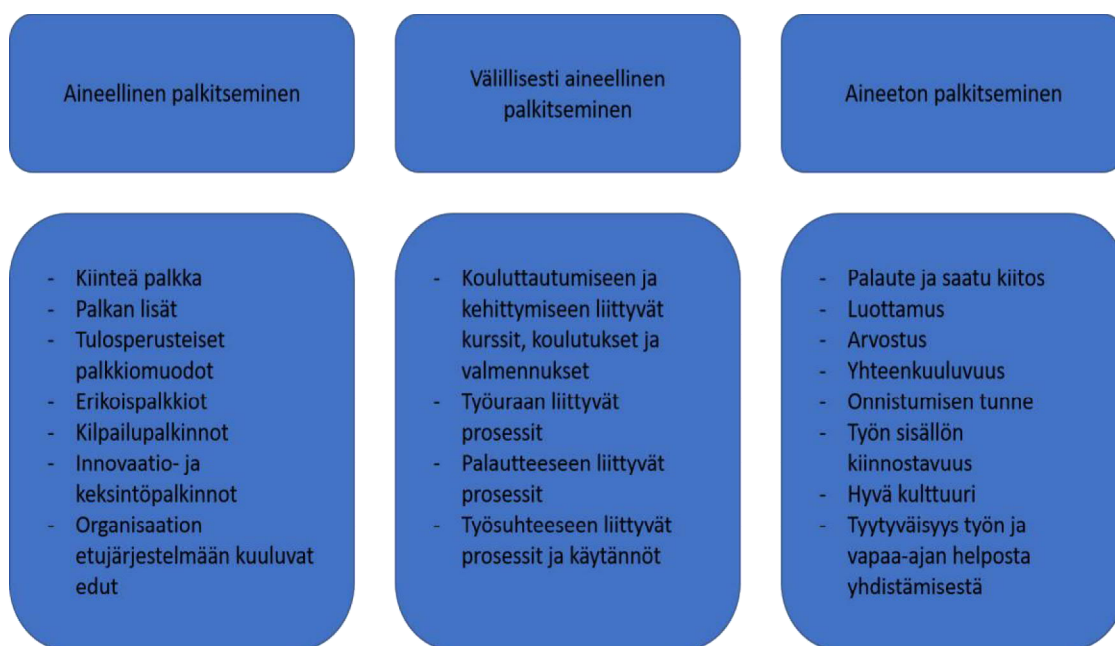 Aineellinen palkitseminen
Välillisesti aineellinen
palkitseminen
Aineeton palkitseminen
- Kiinteä palkka
- Palkan lisät
- Tulosperusteiset
palkkiomuodot
- Erikoispalkkiot
- Kilpailupalkinnot
- Innovaatio- ja
keksintöpalkinnot
- Organisaation
etujärjestelmään kuuluvat
edut
- Kouluttautumiseen ja
kehittymiseen liittyvät
kurssit, koulutukset ja
valmennukset
- Työuraan liittyvät
prosessit
- Palautteeseen liittyvät
prosessit
- Työsuhteeseen liittyvät
prosessit ja käytännöt
- Palaute ja saatu kiitos
- Luottamus
- Arvostus
- Yhteenkuuluvuus
- Onnistumisen tunne
- Työn sisällön
kiinnostavuus
- Hyvä kulttuuri
- Tyytyväisyys työn ja
vapaa-ajan helposta
yhdistämisestä